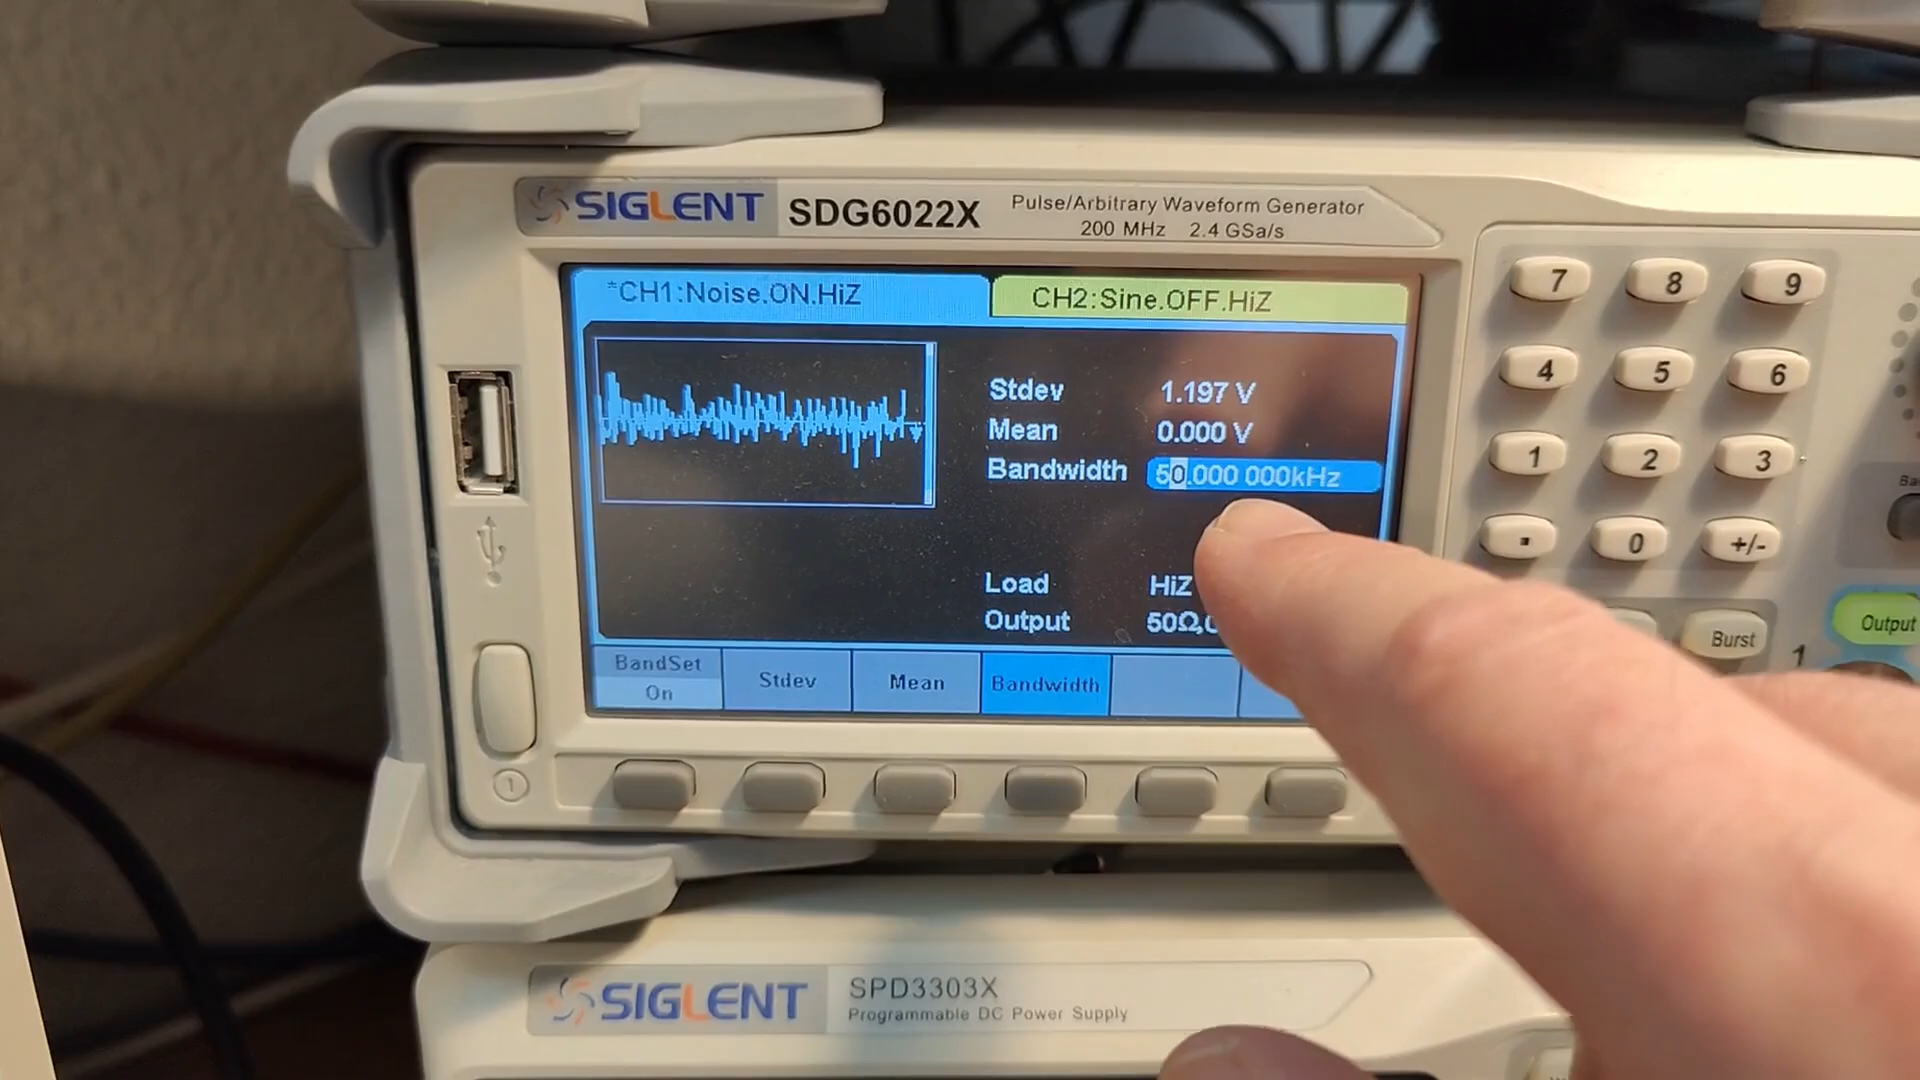 SIGLENT SDG6022X Pulse/Arbitrary Waveform Generator
200 MHz 2.4 GSa/s
*CH1:Noise.ON.HiZ
CH2:Sine.OFF.HiZ
Stdev 1.197 V
Mean 0.000 V
Bandwidth 50.000 000kHz
Load HiZ
Output 50Ω,
BandSet
On
Stdev
Mean
Bandwidth
7 8 9
4 5 6
1 2 3
. 0 +/-
Burst
1
Output
1
SIGLENT SPD3303X
Programmable DC Power Supply